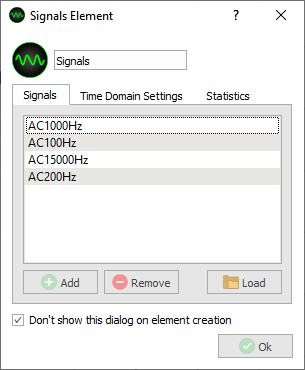 Signals Element ? ×
Signals
Signals Time Domain Settings Statistics
AC1000Hz
AC100Hz
AC15000Hz
AC200Hz
Add Remove Load
Don't show this dialog on element creation
Ok